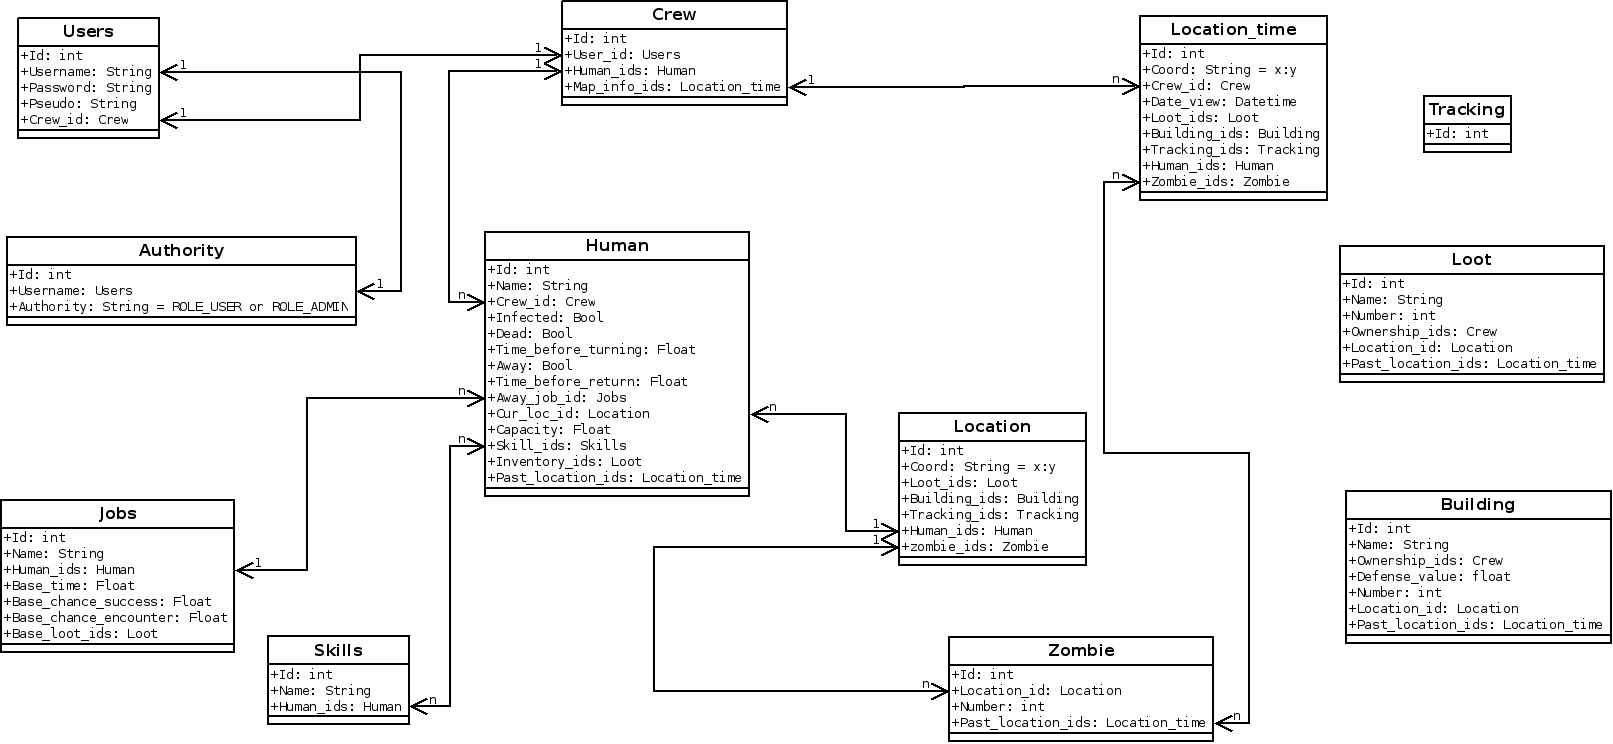 Users
+Id: int
+Username: String
+Password: String
+Pseudo: String
+Crew_id: Crew
1
1
Crew
+Id: int
+User_id: Users
+Human_ids: Human
+Map_info_ids: Location_time
1
1
1
n
Location_time
+Id: int
+Coord: String = x:y
+Crew_id: Crew
+Date_view: Datetime
+Loot_ids: Loot
+Building_ids: Building
+Tracking_ids: Tracking
+Human_ids: Human
+Zombie_ids: Zombie
n
Tracking
+Id: int
Authority
+Id: int
+Username: Users
+Authority: String = ROLE_USER or ROLE_ADMIN
1
Human
+Id: int
+Name: String
+Crew_id: Crew
+Infected: Bool
+Dead: Bool
+Time_before_turning: Float
+Away: Bool
+Time_before_return: Float
+Away_job_id: Jobs
+Cur_loc_id: Location
+Capacity: Float
+Skill_ids: Skills
+Inventory_ids: Loot
+Past_location_ids: Location_time
n
n
n
n
Loot
+Id: int
+Name: String
+Number: int
+Ownership_ids: Crew
+Location_id: Location
+Past_location_ids: Location_time
Location
+Id: int
+Coord: String = x:y
+Loot_ids: Loot
+Building_ids: Building
+Tracking_ids: Tracking
+Human_ids: Human
+zombie_ids: Zombie
1
1
Jobs
+Id: int
+Name: String
+Human_ids: Human
+Base_time: Float
+Base_chance_success: Float
+Base_chance_encounter: Float
+Base_loot_ids: Loot
1
Building
+Id: int
+Name: String
+Ownership_ids: Crew
+Defense_value: float
+Number: int
+Location_id: Location
+Past_location_ids: Location_time
Skills
+Id: int
+Name: String
+Human_ids: Human
n
Zombie
+Id: int
+Location_id: Location
+Number: int
+Past_location_ids: Location_time
n
n